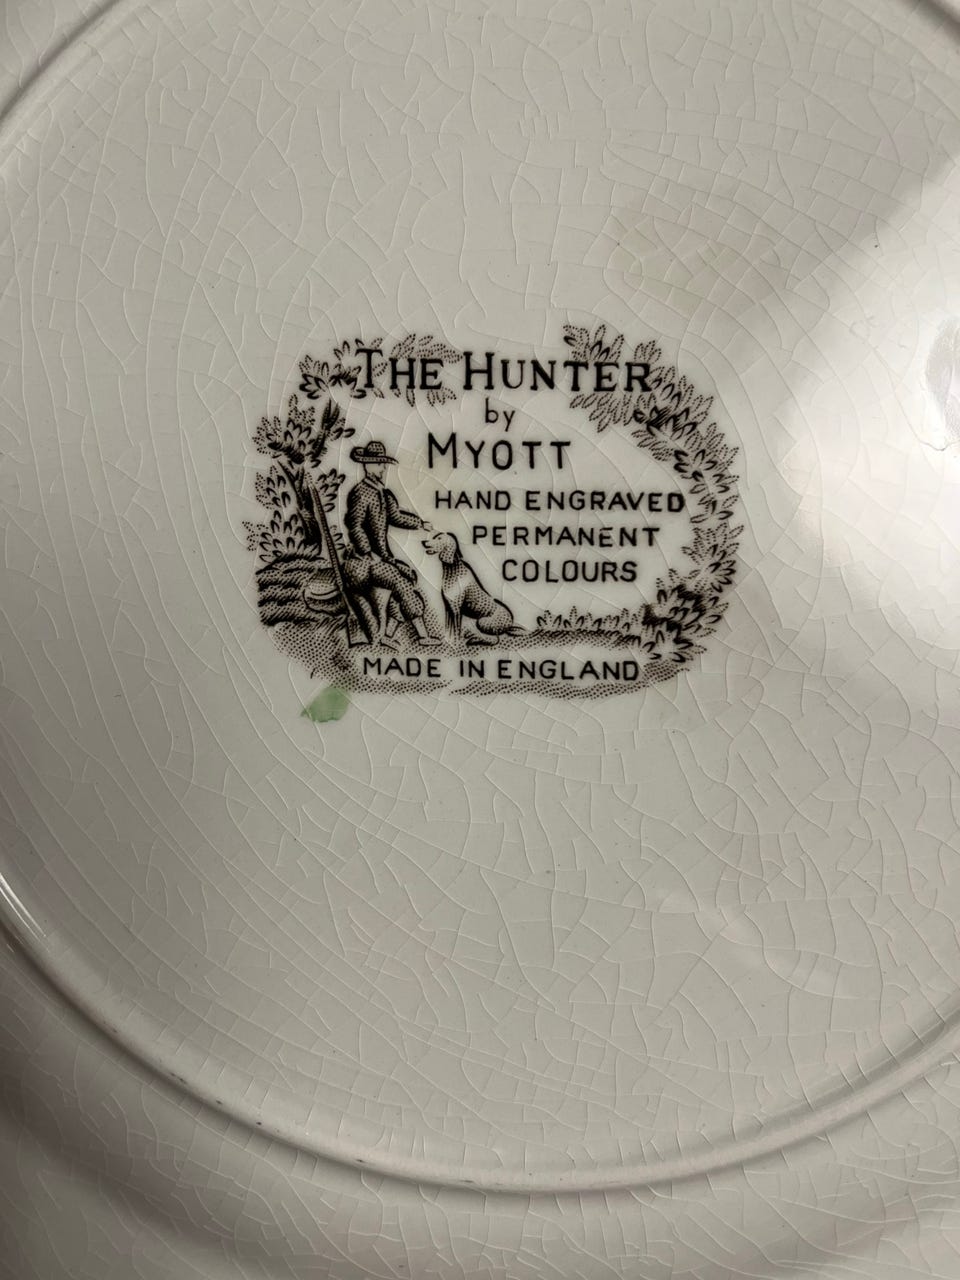 THE HUNTER
by
MYOTT
HAND ENGRAVED
PERMANENT
COLOURS
MADE IN ENGLAND